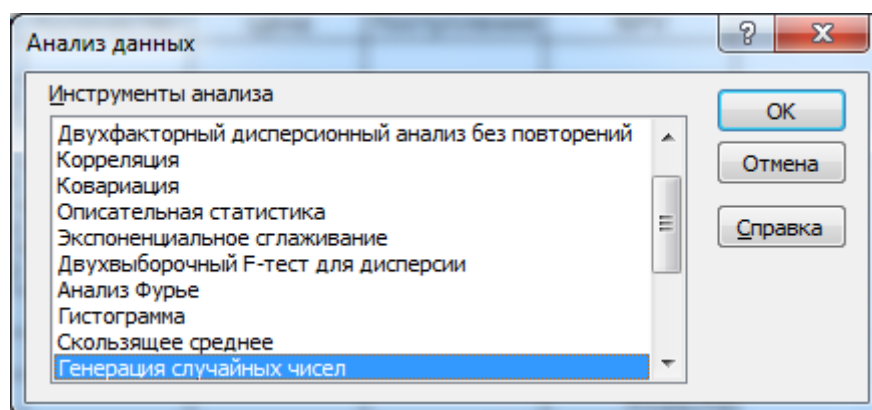 Анализ данных
Инструменты анализа
Двухфакторный дисперсионный анализ без повторений
Корреляция
Ковариация
Описательная статистика
Экспоненциальное сглаживание
Двухвыборочный F-тест для дисперсии
Анализ Фурье
Гистограмма
Скользящее среднее
Генерация случайных чисел
OK
Отмена
Справка